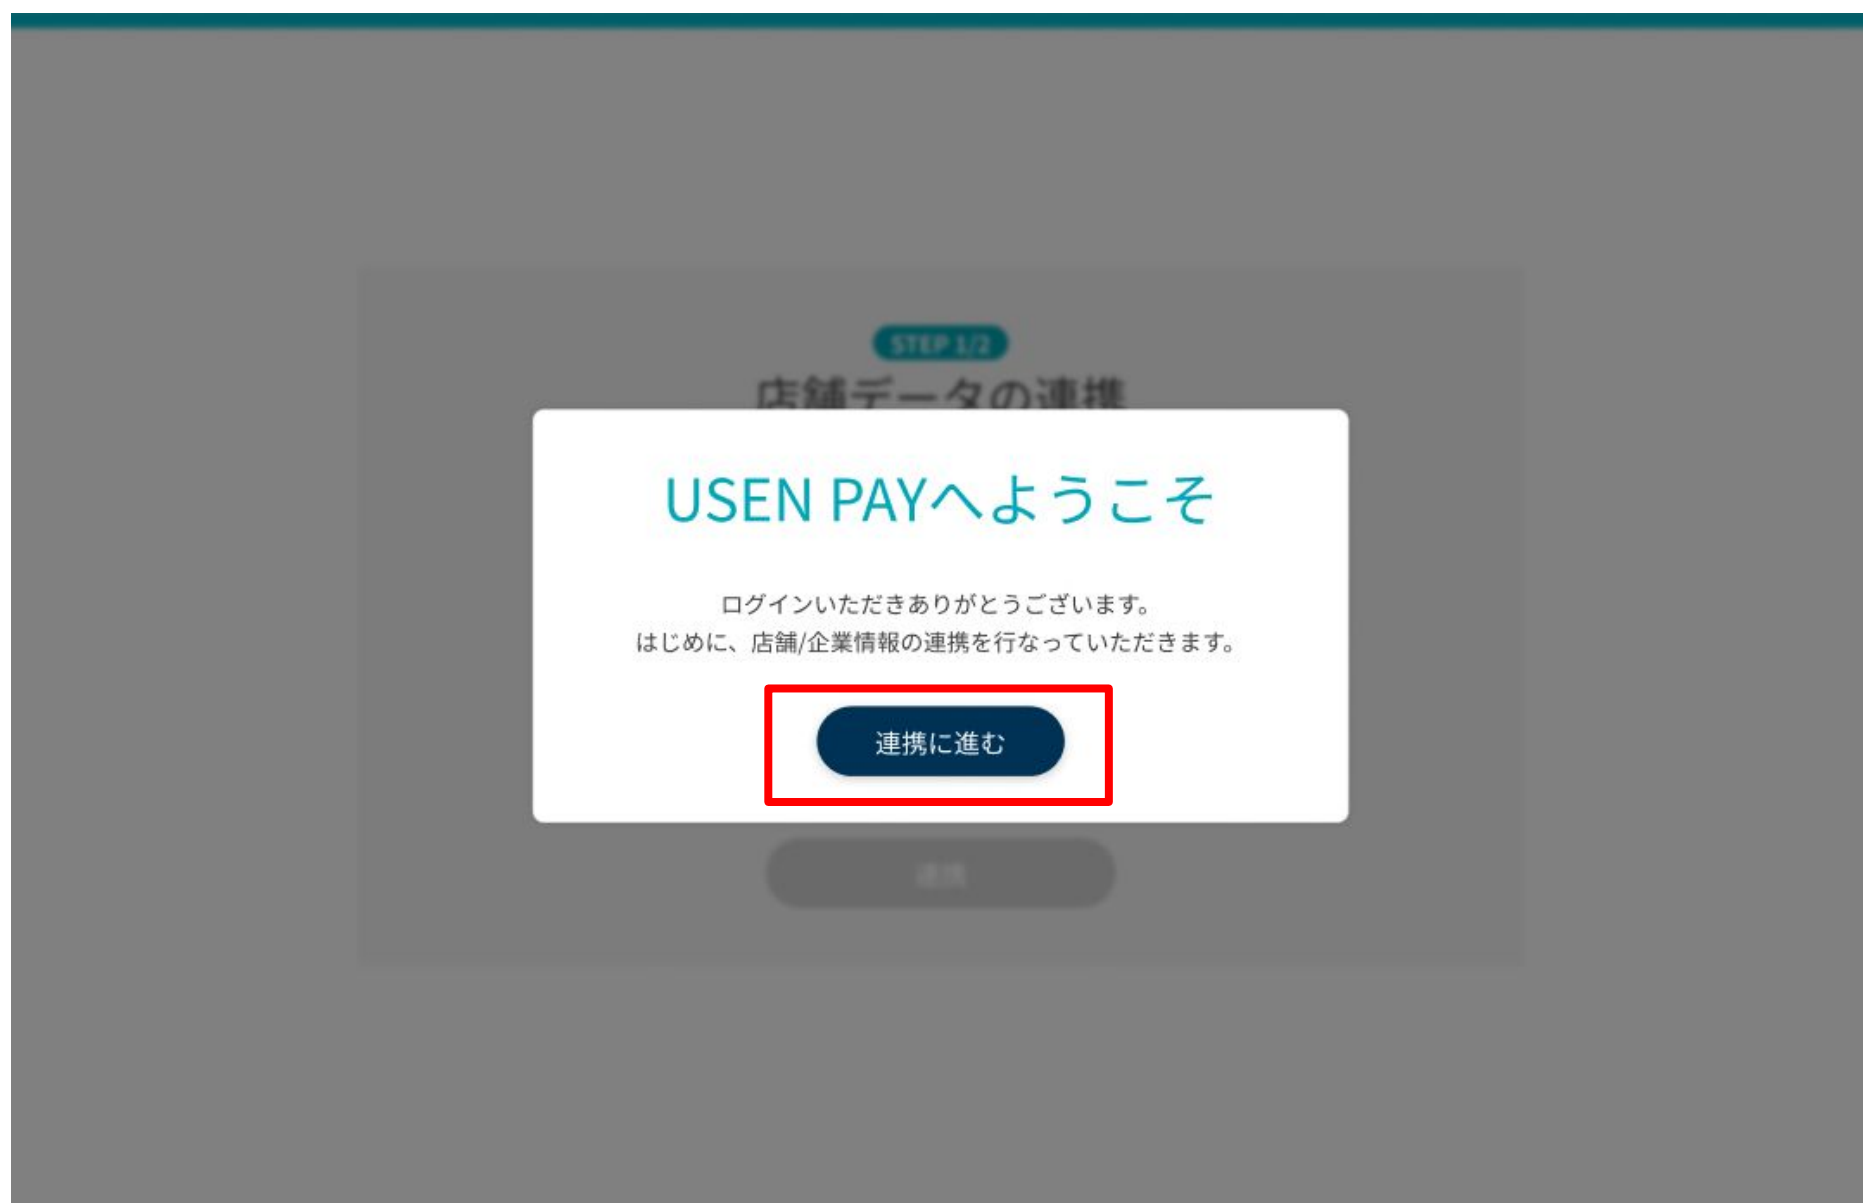 STEP 1/2
店舗データの連携
USEN PAYへようこそ
ログインいただきありがとうございます。
はじめに、店舗/企業情報の連携を行なっていただきます。
連携に進む
連携